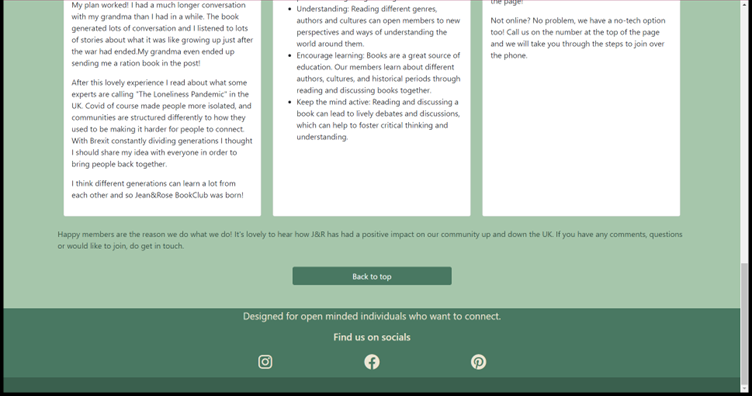 My plan worked! I had a much longer conversation
with my grandma than I had in a while. The book
generated lots of conversation and I listened to lots
of stories about what it was like growing up just after
the war had ended.My grandma even ended up
sending me a ration book in the post!
After this lovely experience I read about what some
experts are calling "The Loneliness Pandemic" in the
UK. Covid of course made people more isolated, and
communities are structured differently to how they
used to be making it harder for people to connect.
With Brexit constantly dividing generations I thought
I should share my idea with everyone in order to
bring people back together.
I think different generations can learn a lot from
each other and so Jean&Rose BookClub was born!
• Understanding: Reading different genres,
authors and cultures can open members to new
perspectives and ways of understanding the
world around them.
• Encourage learning: Books are a great source of
education. Our members learn about different
authors, cultures, and historical periods through
reading and discussing books together.
• Keep the mind active: Reading and discussing a
book can lead to lively debates and discussions,
which can help to foster critical thinking and
understanding.
the page!
Not online? No problem, we have a no-tech option
too! Call us on the number at the top of the page
and we will take you through the steps to join over
the phone.
Happy members are the reason we do what we do! It's lovely to hear how J&R has had a positive impact on our community up and down the UK. If you have any comments, questions
or would like to join, do get in touch.
Back to top
Designed for open minded individuals who want to connect.
Find us on socials